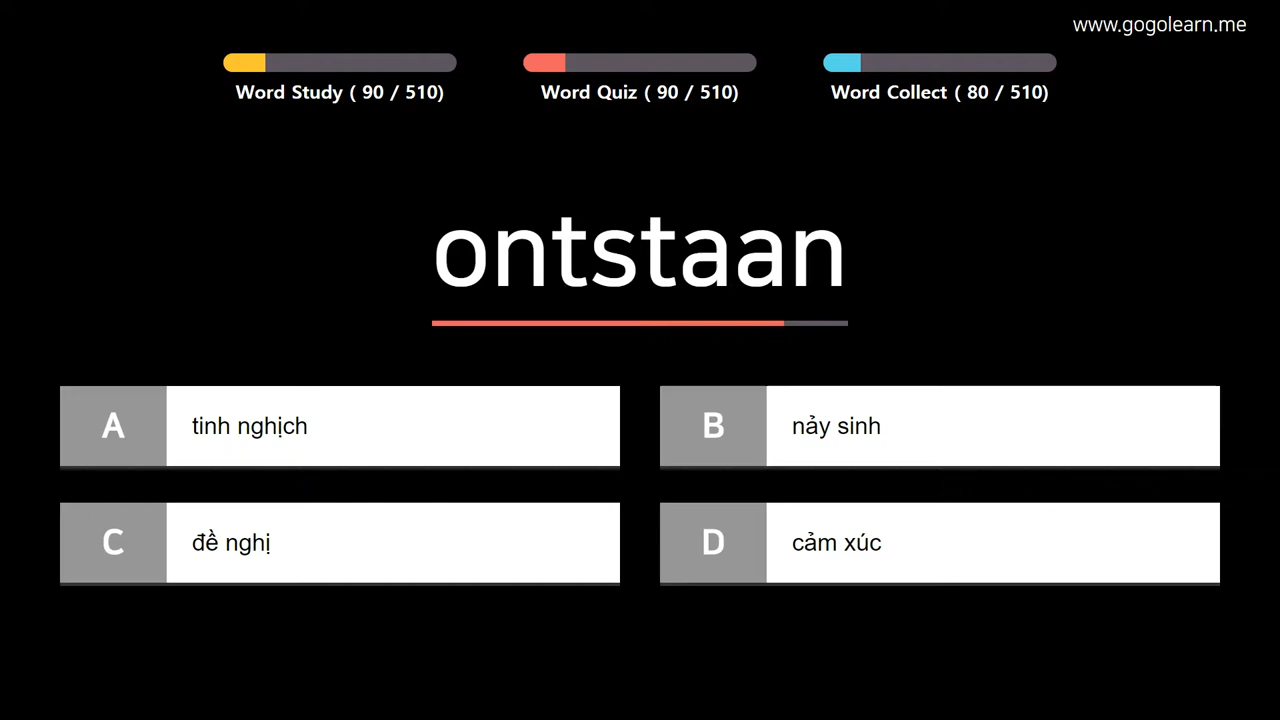 www.gogolearn.me
Word Study ( 90 / 510)
Word Quiz ( 90 / 510)
Word Collect ( 80 / 510)
ontstaan
A tinh nghịch
B nảy sinh
C đề nghị
D cảm xúc